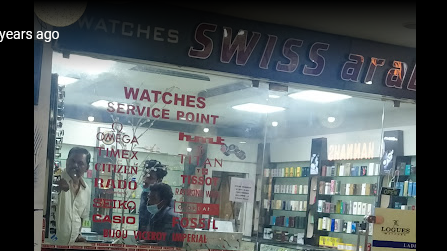 years ago
WATCHES
SWISS ara
WATCHES
SERVICE POINT
OMEGA
TIMEX
CITIZEN
RADO
SEIKO
CASIO
hmt
TITAN
TISSOT
FOSSIL
IMPERIAL
LOGUES